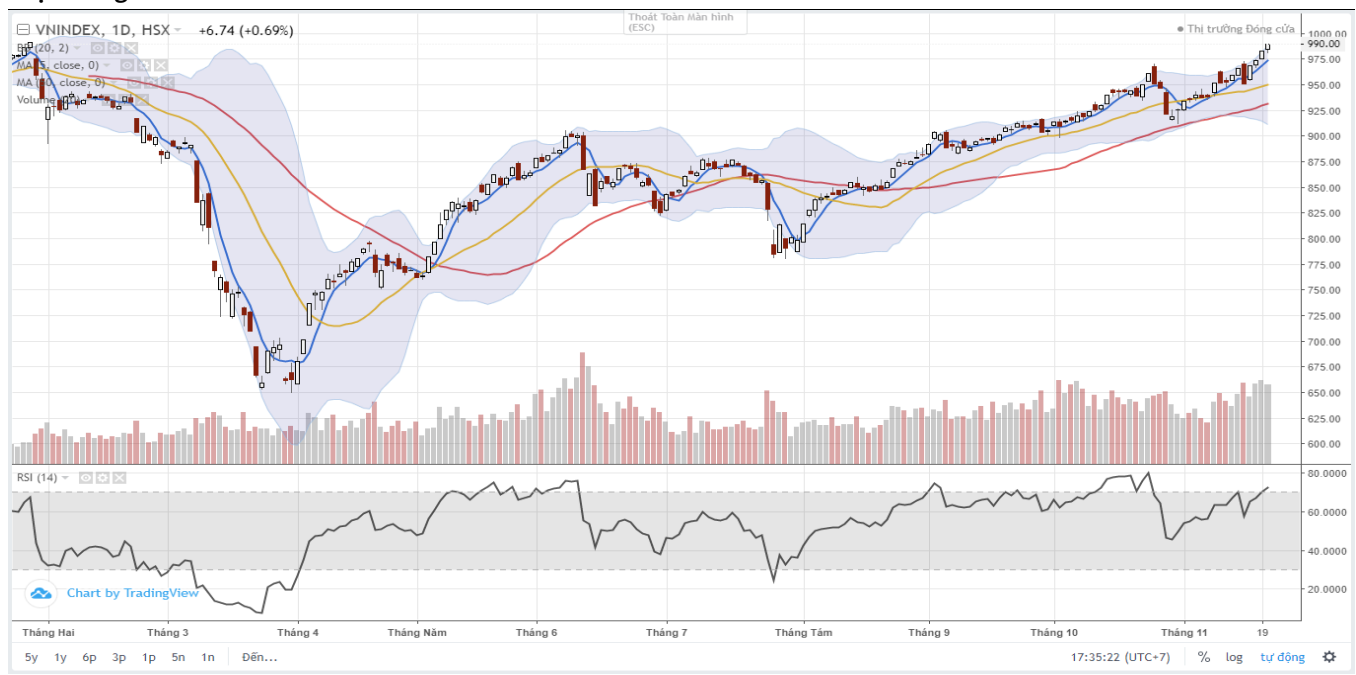 Thoát Toàn Màn hình
(ESC)
VNINDEX, 1D, HSX +6.74 (+0.69%)
Thị trường Đóng cửa
(20, 2)
MA close, 0)
MA close, 0)
Volume
1000.00
990.00
975.00
950.00
925.00
900.00
875.00
850.00
825.00
800.00
775.00
750.00
725.00
700.00
675.00
650.00
625.00
600.00
RSI (14)
80.0000
60.0000
40.0000
20.0000
Chart by TradingView
Tháng Hai Tháng 3 Tháng 4 Tháng Năm Tháng 6 Tháng 7 Tháng Tám Tháng 9 Tháng 10 Tháng 11 19
5y 1y 6p 3p 1p 5n 1n Đến... 17:35:22 (UTC+7) % log tự động